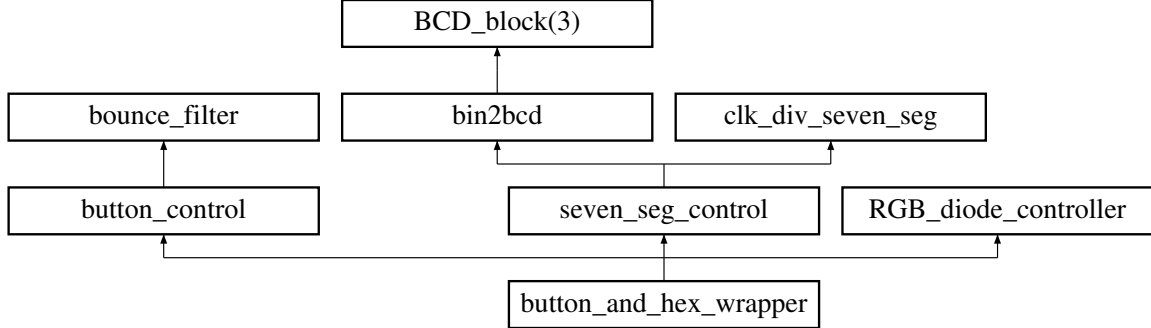 BCD_block(3)
bounce_filter
bin2bcd
clk_div_seven_seg
button_control
seven_seg_control
RGB_diode_controller
button_and_hex_wrapper